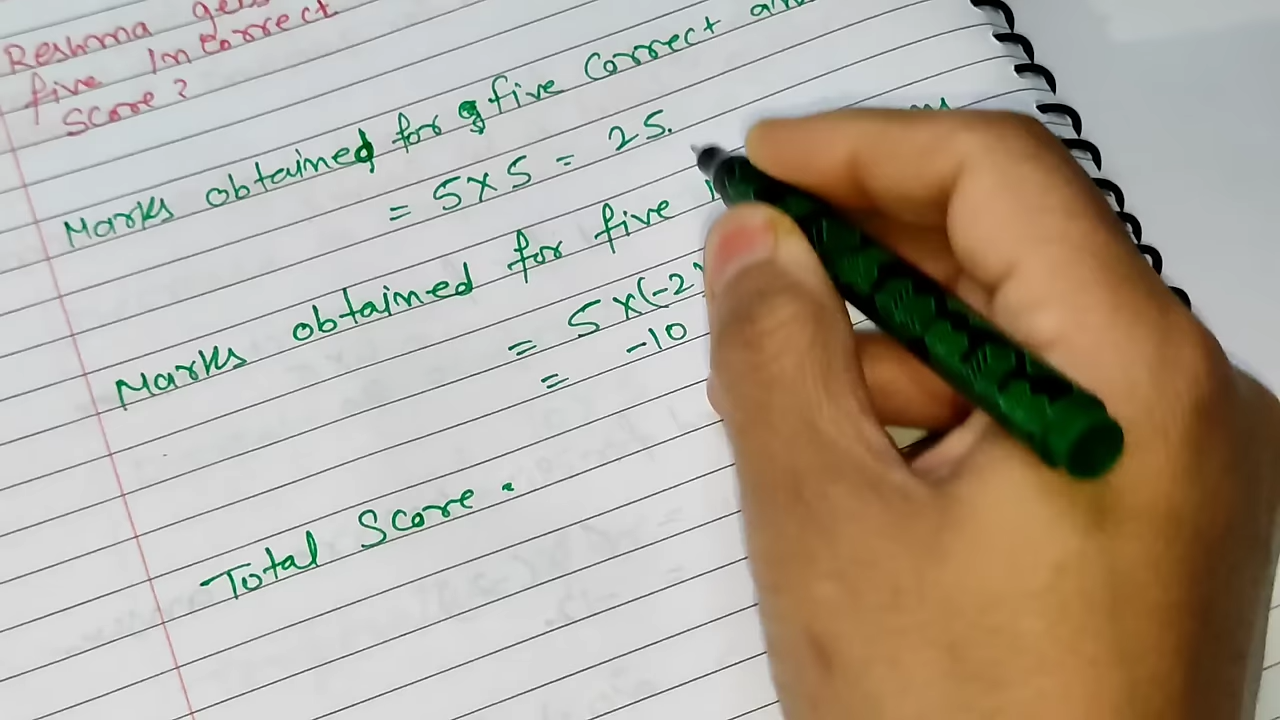 Reshma gets
five Incorrect
Score?
Marks obtained for five Correct
= 5×5 = 25.
Marks obtained for five
= 5×(-2)
= -10
Total Score